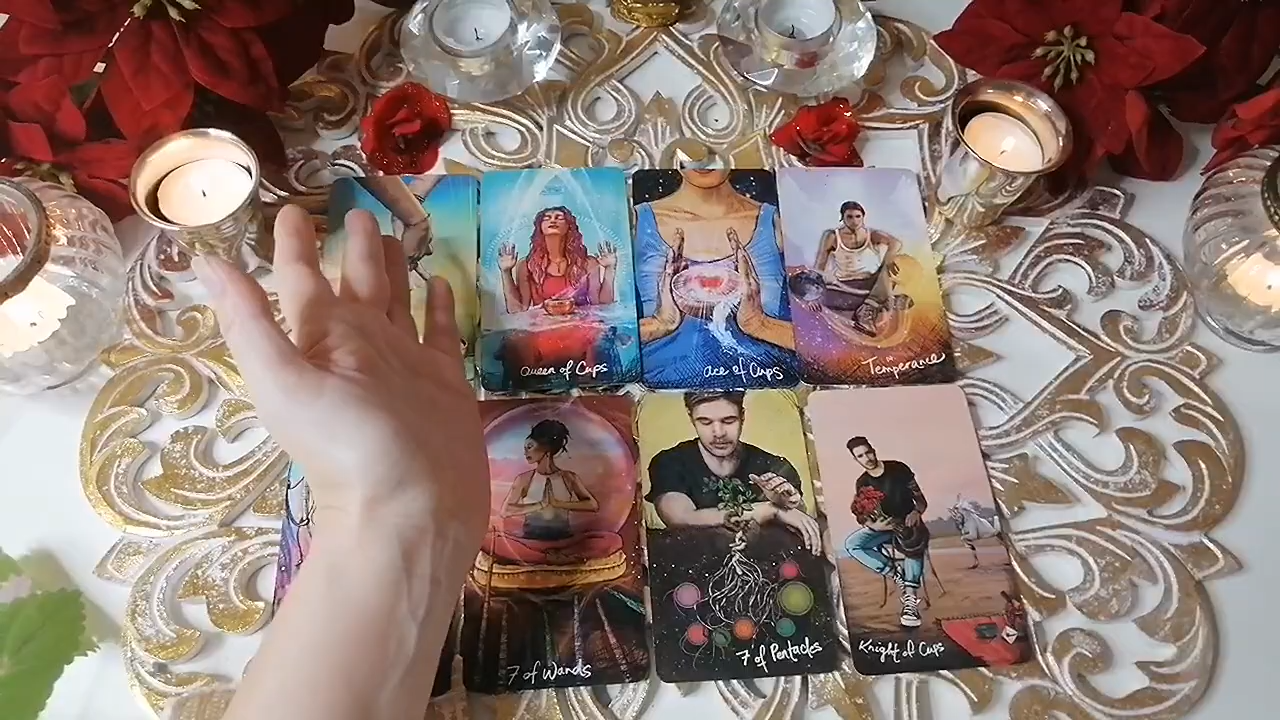 Queen of Cups
ace of Cups
Temperance
7 of Wands
7 of Pentacles
Knight of Cups